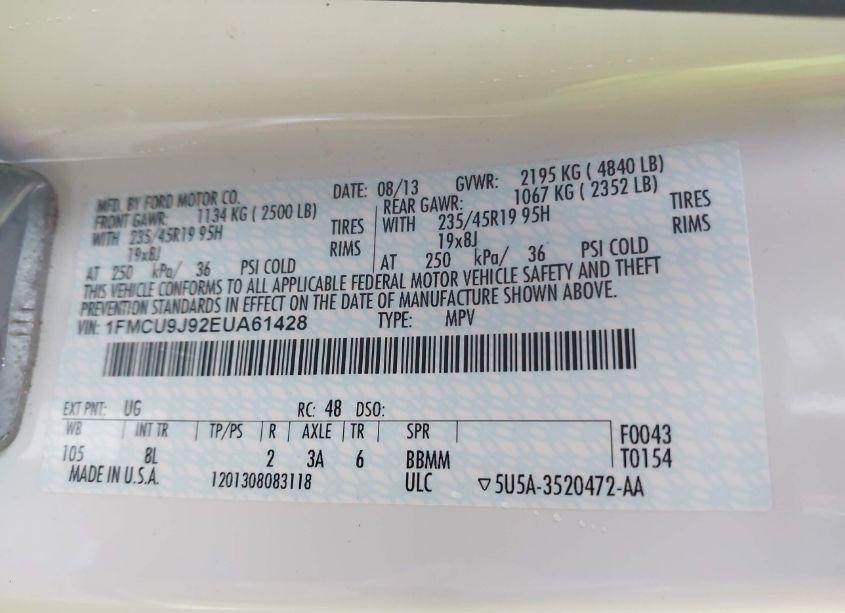 MFD. BY FORD MOTOR CO. DATE: 08/13 GVWR: 2195 KG ( 4840 LB)
FRONT GAWR: 1134 KG ( 2500 LB) REAR GAWR: 1067 KG ( 2352 LB)
WITH 235/45R19 95H TIRES WITH 235/45R19 95H TIRES
19x8J RIMS 19x8J RIMS
AT 250 kPa/ 36 PSI COLD AT 250 kPa/ 36 PSI COLD
THIS VEHICLE CONFORMS TO ALL APPLICABLE FEDERAL MOTOR VEHICLE SAFETY AND THEFT
PREVENTION STANDARDS IN EFFECT ON THE DATE OF MANUFACTURE SHOWN ABOVE.
VIN: 1FMCU9J92EUA61428 TYPE: MPV
EXT PNT: UG RC: 48 DSO:
WB INT TR TP/PS R AXLE TR SPR F0043
105 8L 2 3A 6 BBMM T0154
MADE IN U.S.A. 1201308083118 ULC ▽5U5A-3520472-AA